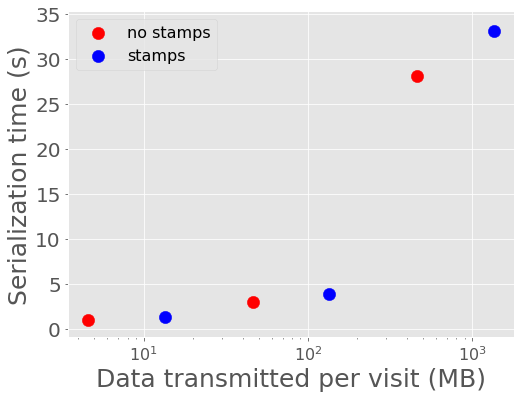 no stamps
stamps
Serialization time (s)
35
30
25
20
15
10
5
0
10¹
10²
10³
Data transmitted per visit (MB)